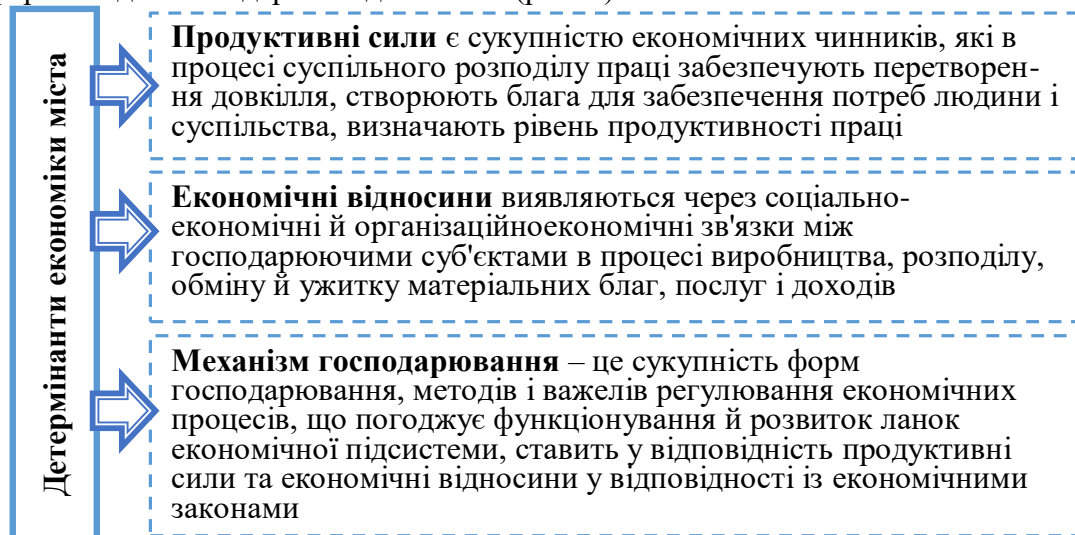 Детермінанти економіки міста
Продуктивні сили є сукупністю економічних чинників, які в
процесі суспільного розподілу праці забезпечують перетворен-
ня довкілля, створюють блага для забезпечення потреб людини і
суспільства, визначають рівень продуктивності праці
Економічні відносини виявляються через соціально-
економічні й організаційноекономічні зв'язки між
господарюючими суб'єктами в процесі виробництва, розподілу,
обміну й ужитку матеріальних благ, послуг і доходів
Механізм господарювання – це сукупність форм
господарювання, методів і важелів регулювання економічних
процесів, що погоджує функціонування й розвиток ланок
економічної підсистеми, ставить у відповідність продуктивні
сили та економічні відносини у відповідності із економічними
законами